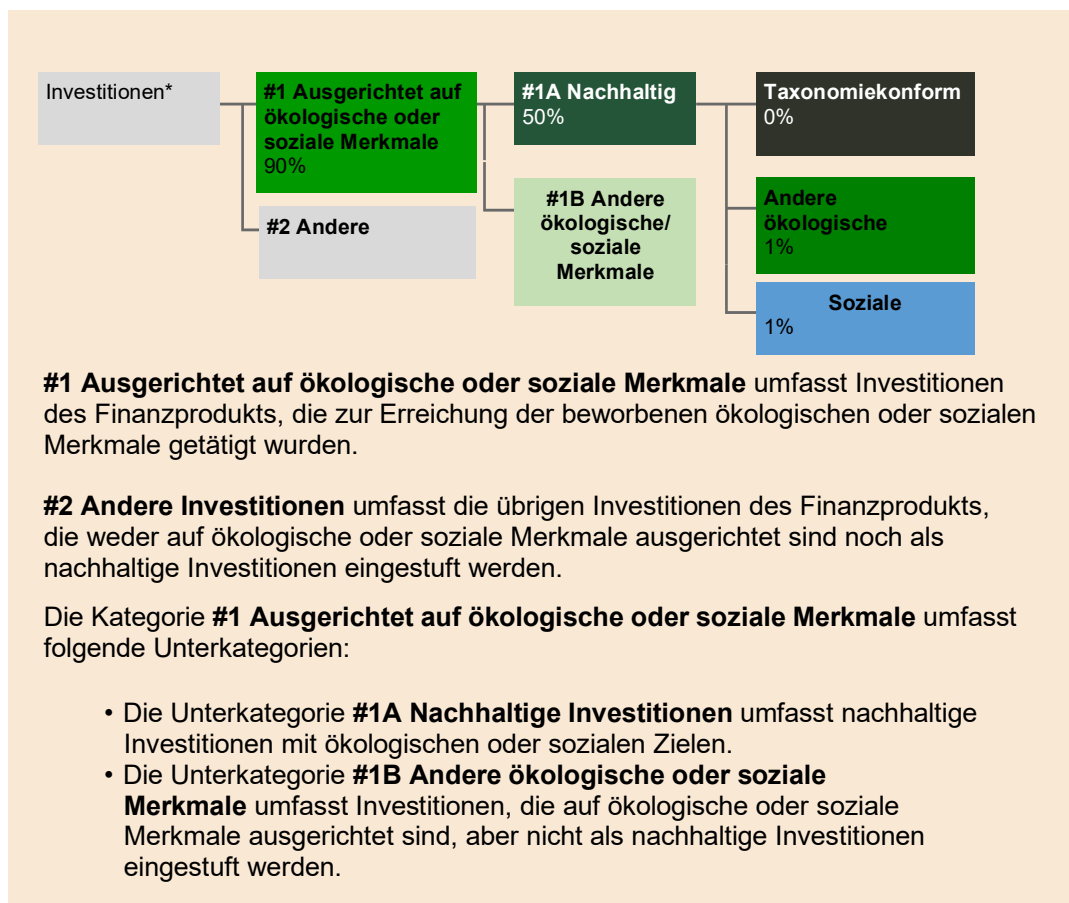 Investitionen*
#1 Ausgerichtet auf
ökologische oder
soziale Merkmale
90%
#2 Andere
#1A Nachhaltig
50%
#1B Andere
ökologische/
soziale
Merkmale
Taxonomiekonform
0%
Andere
ökologische
1%
Soziale
1%
#1 Ausgerichtet auf ökologische oder soziale Merkmale umfasst Investitionen
des Finanzprodukts, die zur Erreichung der beworbenen ökologischen oder sozialen
Merkmale getätigt wurden.
#2 Andere Investitionen umfasst die übrigen Investitionen des Finanzprodukts,
die weder auf ökologische oder soziale Merkmale ausgerichtet sind noch als
nachhaltige Investitionen eingestuft werden.
Die Kategorie #1 Ausgerichtet auf ökologische oder soziale Merkmale umfasst
folgende Unterkategorien:
• Die Unterkategorie #1A Nachhaltige Investitionen umfasst nachhaltige
Investitionen mit ökologischen oder sozialen Zielen.
• Die Unterkategorie #1B Andere ökologische oder soziale
Merkmale umfasst Investitionen, die auf ökologische oder soziale
Merkmale ausgerichtet sind, aber nicht als nachhaltige Investitionen
eingestuft werden.